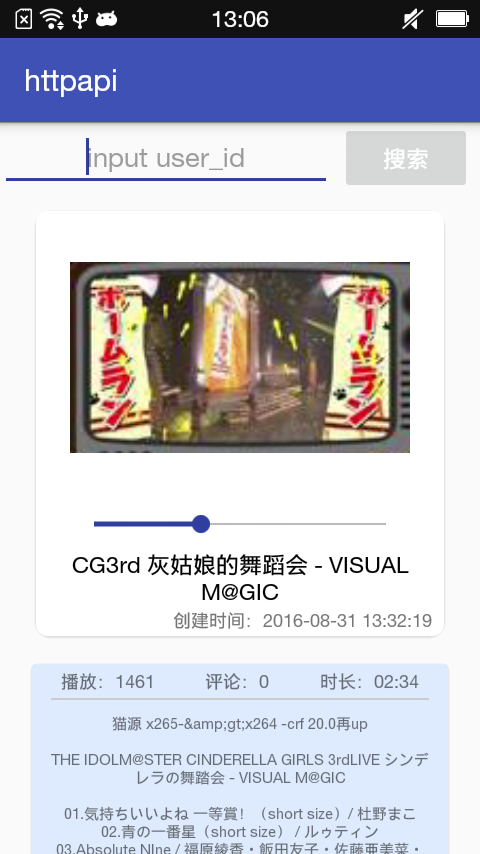 13:06
httpapi
input user_id
搜索
ホームラン
ホームラン
ホームラン
CG3rd 灰姑娘的舞蹈会 - VISUAL
M@GIC
创建时间：2016-08-31 13:32:19
播放：1461 评论：0 时长：02:34
猫源 x265-&amp;gt;x264 -crf 20.0再up
THE IDOLM@STER CINDERELLA GIRLS 3rdLIVE シンデ
レラの舞踏会 - VISUAL M@GIC
01.気持ちいいよね 一等賞！（short size）/ 杜野まこ
02.青の一番星（short size） / ルゥティン
03.Absolute NIne / 福原綾香・飯田友子・佐藤亜美菜・